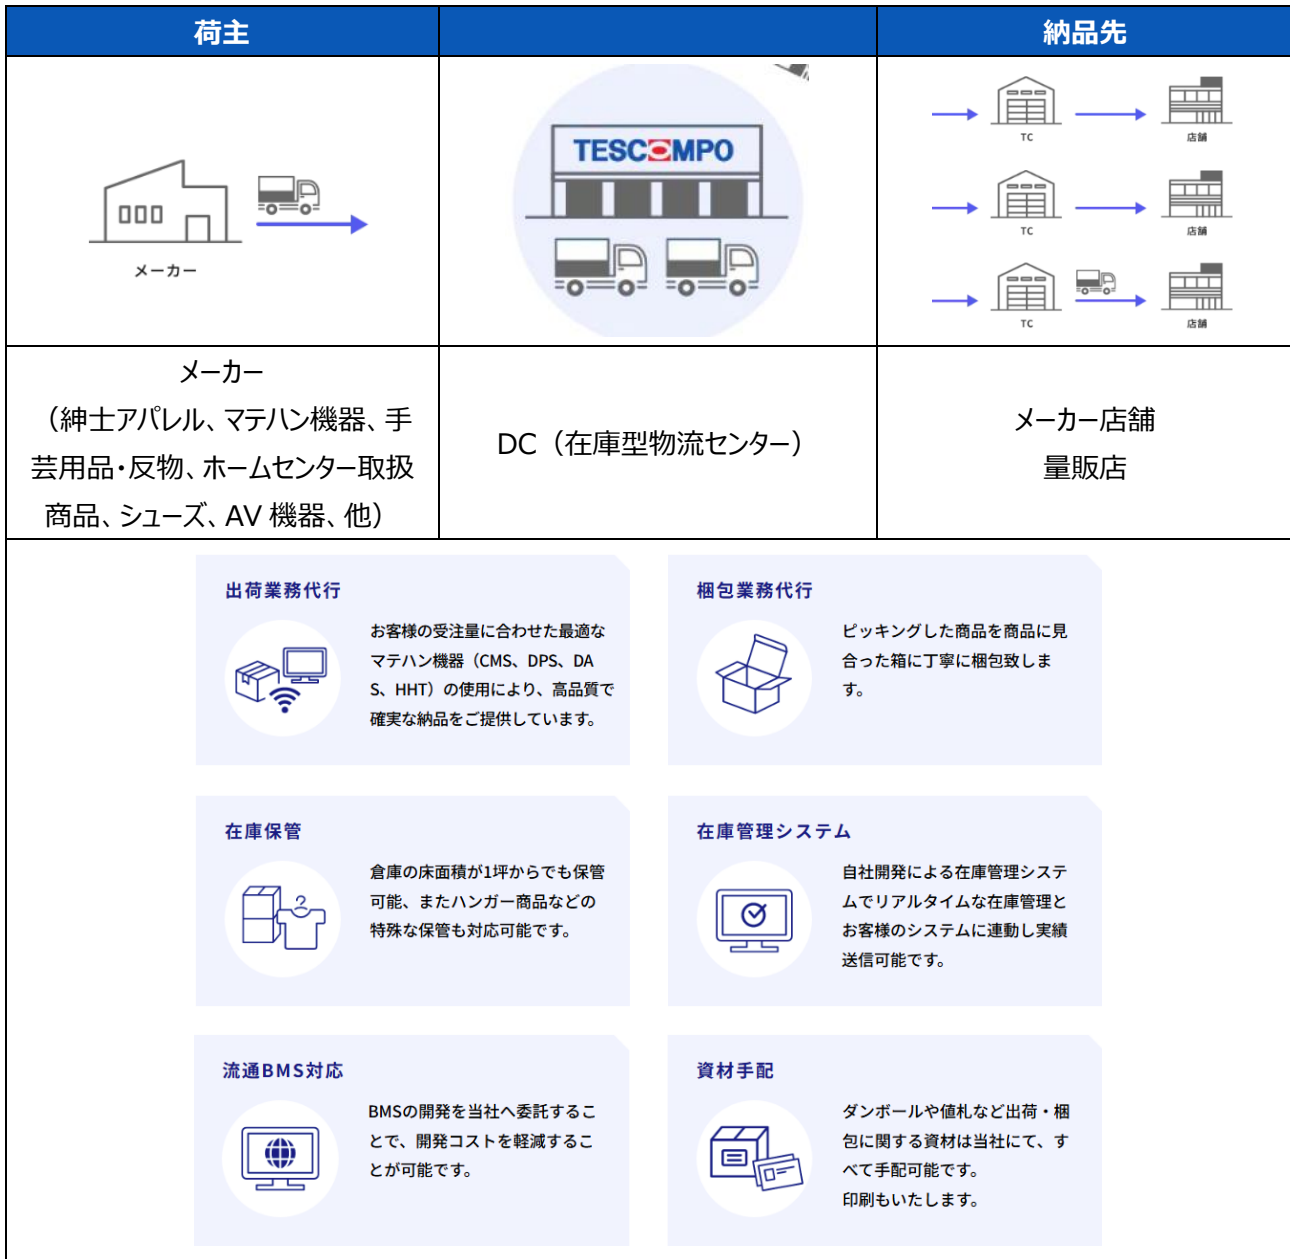 荷主
納品先
TESCOMPO
メーカー
TC
店舗
TC
店舗
TC
店舗
メーカー
（紳士アパレル、マテハン機器、手
芸用品・反物、ホームセンター取扱
商品、シューズ、AV 機器、他）
DC（在庫型物流センター）
メーカー店舗
量販店
出荷業務代行
お客様の受注量に合わせた最適な
マテハン機器（CMS、DPS、DA
S、HHT）の使用により、高品質で
確実な納品をご提供しています。
梱包業務代行
ピッキングした商品を商品に見
合った箱に丁寧に梱包致しま
す。
在庫保管
倉庫の床面積が1坪からでも保管
可能、またハンガー商品などの
特殊な保管も対応可能です。
在庫管理システム
自社開発による在庫管理システ
ムでリアルタイムな在庫管理と
お客様のシステムに連動し実績
送信可能です。
流通BMS対応
BMSの開発を当社へ委託するこ
とで、開発コストを軽減するこ
とが可能です。
資材手配
ダンボールや値札など出荷・梱
包に関する資材は当社にて、す
べて手配可能です。
印刷もいたします。